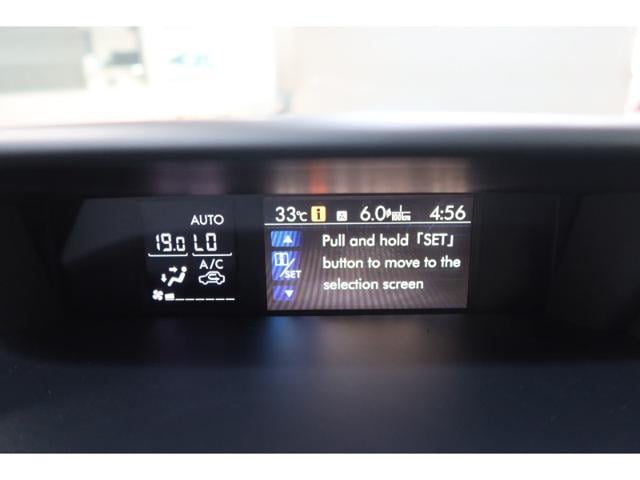 AUTO
19.0 LO
A/C
33°C i A 6.0 L/100km 4:56
Pull and hold「SET」
button to move to the
selection screen
i/SET